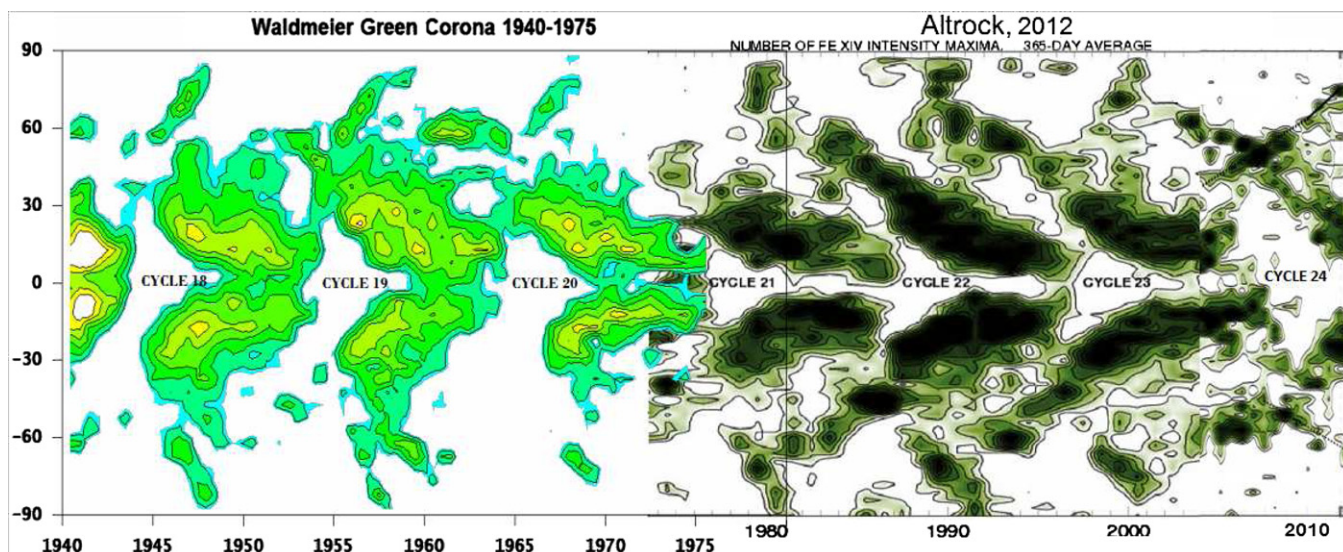 Waldmeier Green Corona 1940-1975
Altrock, 2012
NUMBER OF FE XIV INTENSITY MAXIMA, 365-DAY AVERAGE
90
60
30
0
−30
−60
−90
CYCLE 18
CYCLE 19
CYCLE 20
CYCLE 21
CYCLE 22
CYCLE 23
CYCLE 24
1940
1945
1950
1955
1960
1965
1970
1975
1980
1990
2000
2010